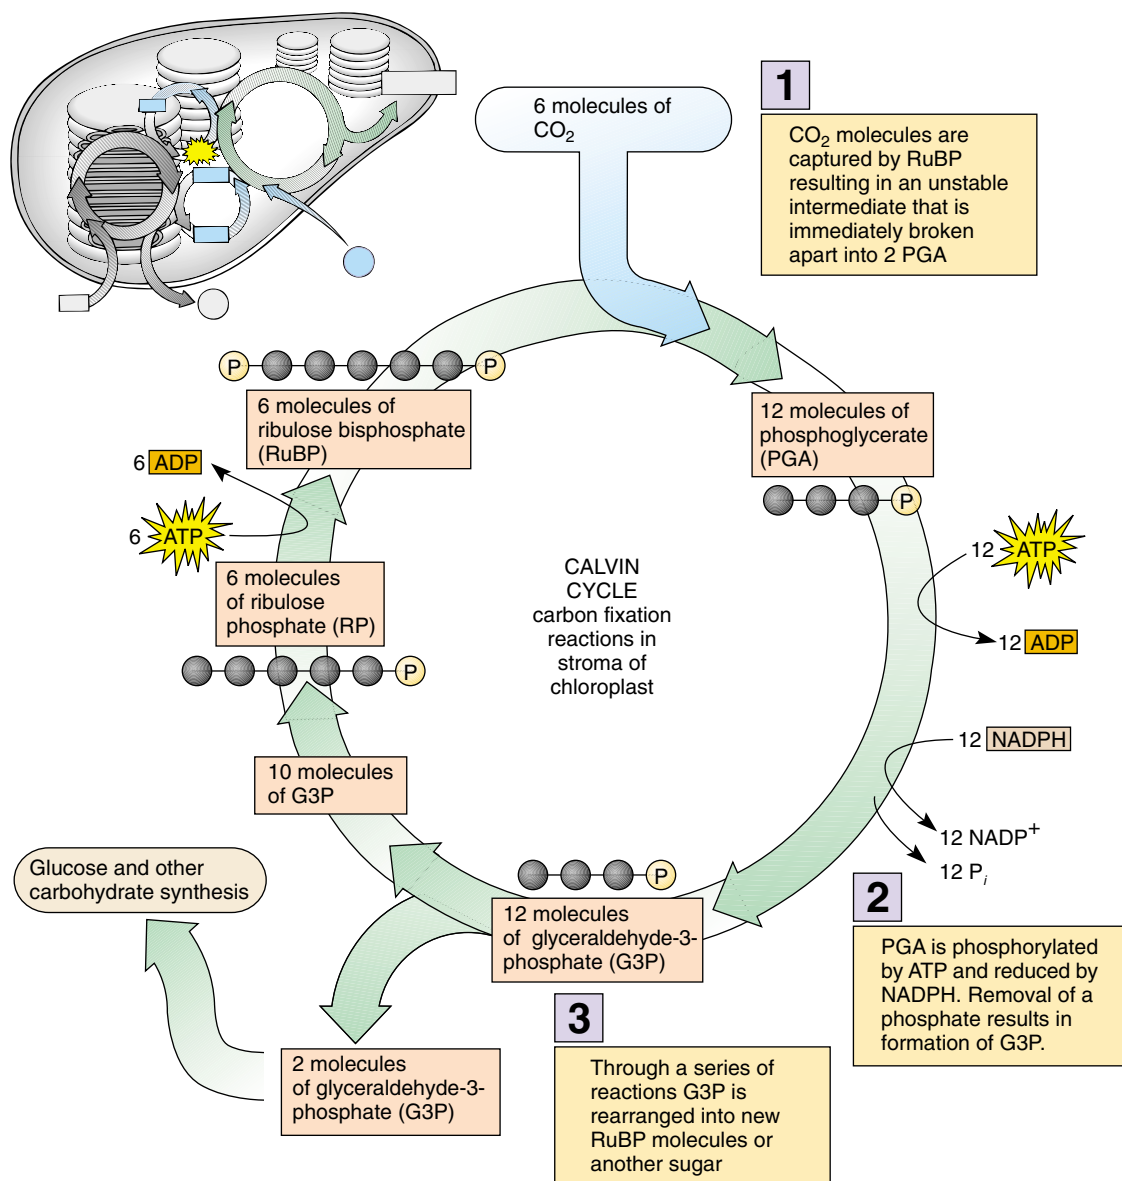 6 molecules of
CO2
1
CO2 molecules are
captured by RuBP
resulting in an unstable
intermediate that is
immediately broken
apart into 2 PGA
P
P
6 molecules of
ribulose bisphosphate
(RuBP)
12 molecules of
phosphoglycerate
(PGA)
P
6 ADP
6 ATP
12 ATP
12 ADP
6 molecules
of ribulose
phosphate (RP)
P
CALVIN
CYCLE
carbon fixation
reactions in
stroma of
chloroplast
12 NADPH
12 NADP+
12 Pi
10 molecules
of G3P
Glucose and other
carbohydrate synthesis
P
12 molecules
of glyceraldehyde-3-
phosphate (G3P)
2
PGA is phosphorylated
by ATP and reduced by
NADPH. Removal of a
phosphate results in
formation of G3P.
3
Through a series of
reactions G3P is
rearranged into new
RuBP molecules or
another sugar
2 molecules
of glyceraldehyde-3-
phosphate (G3P)